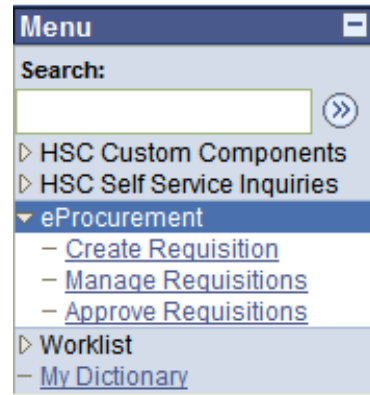 Menu
Search:
HSC Custom Components
HSC Self Service Inquiries
eProcurement
Create Requisition
Manage Requisitions
Approve Requisitions
Worklist
My Dictionary